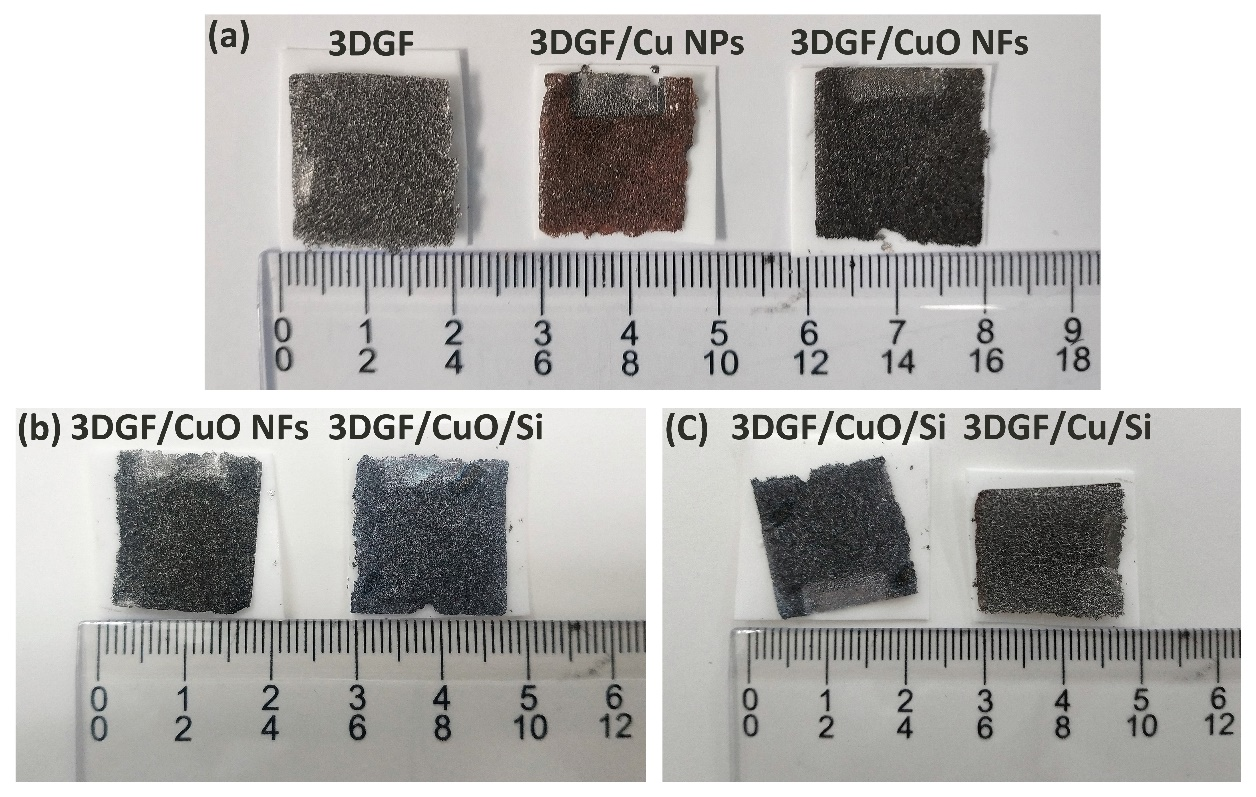 (a) 3DGF 3DGF/Cu NPs 3DGF/CuO NFs
0 1 2 3 4 5 6 7 8 9
0 2 4 6 8 10 12 14 16 18
(b) 3DGF/CuO NFs 3DGF/CuO/Si
0 1 2 3 4 5 6
0 2 4 6 8 10 12
(C) 3DGF/CuO/Si 3DGF/Cu/Si
0 1 2 3 4 5 6
0 2 4 6 8 10 12